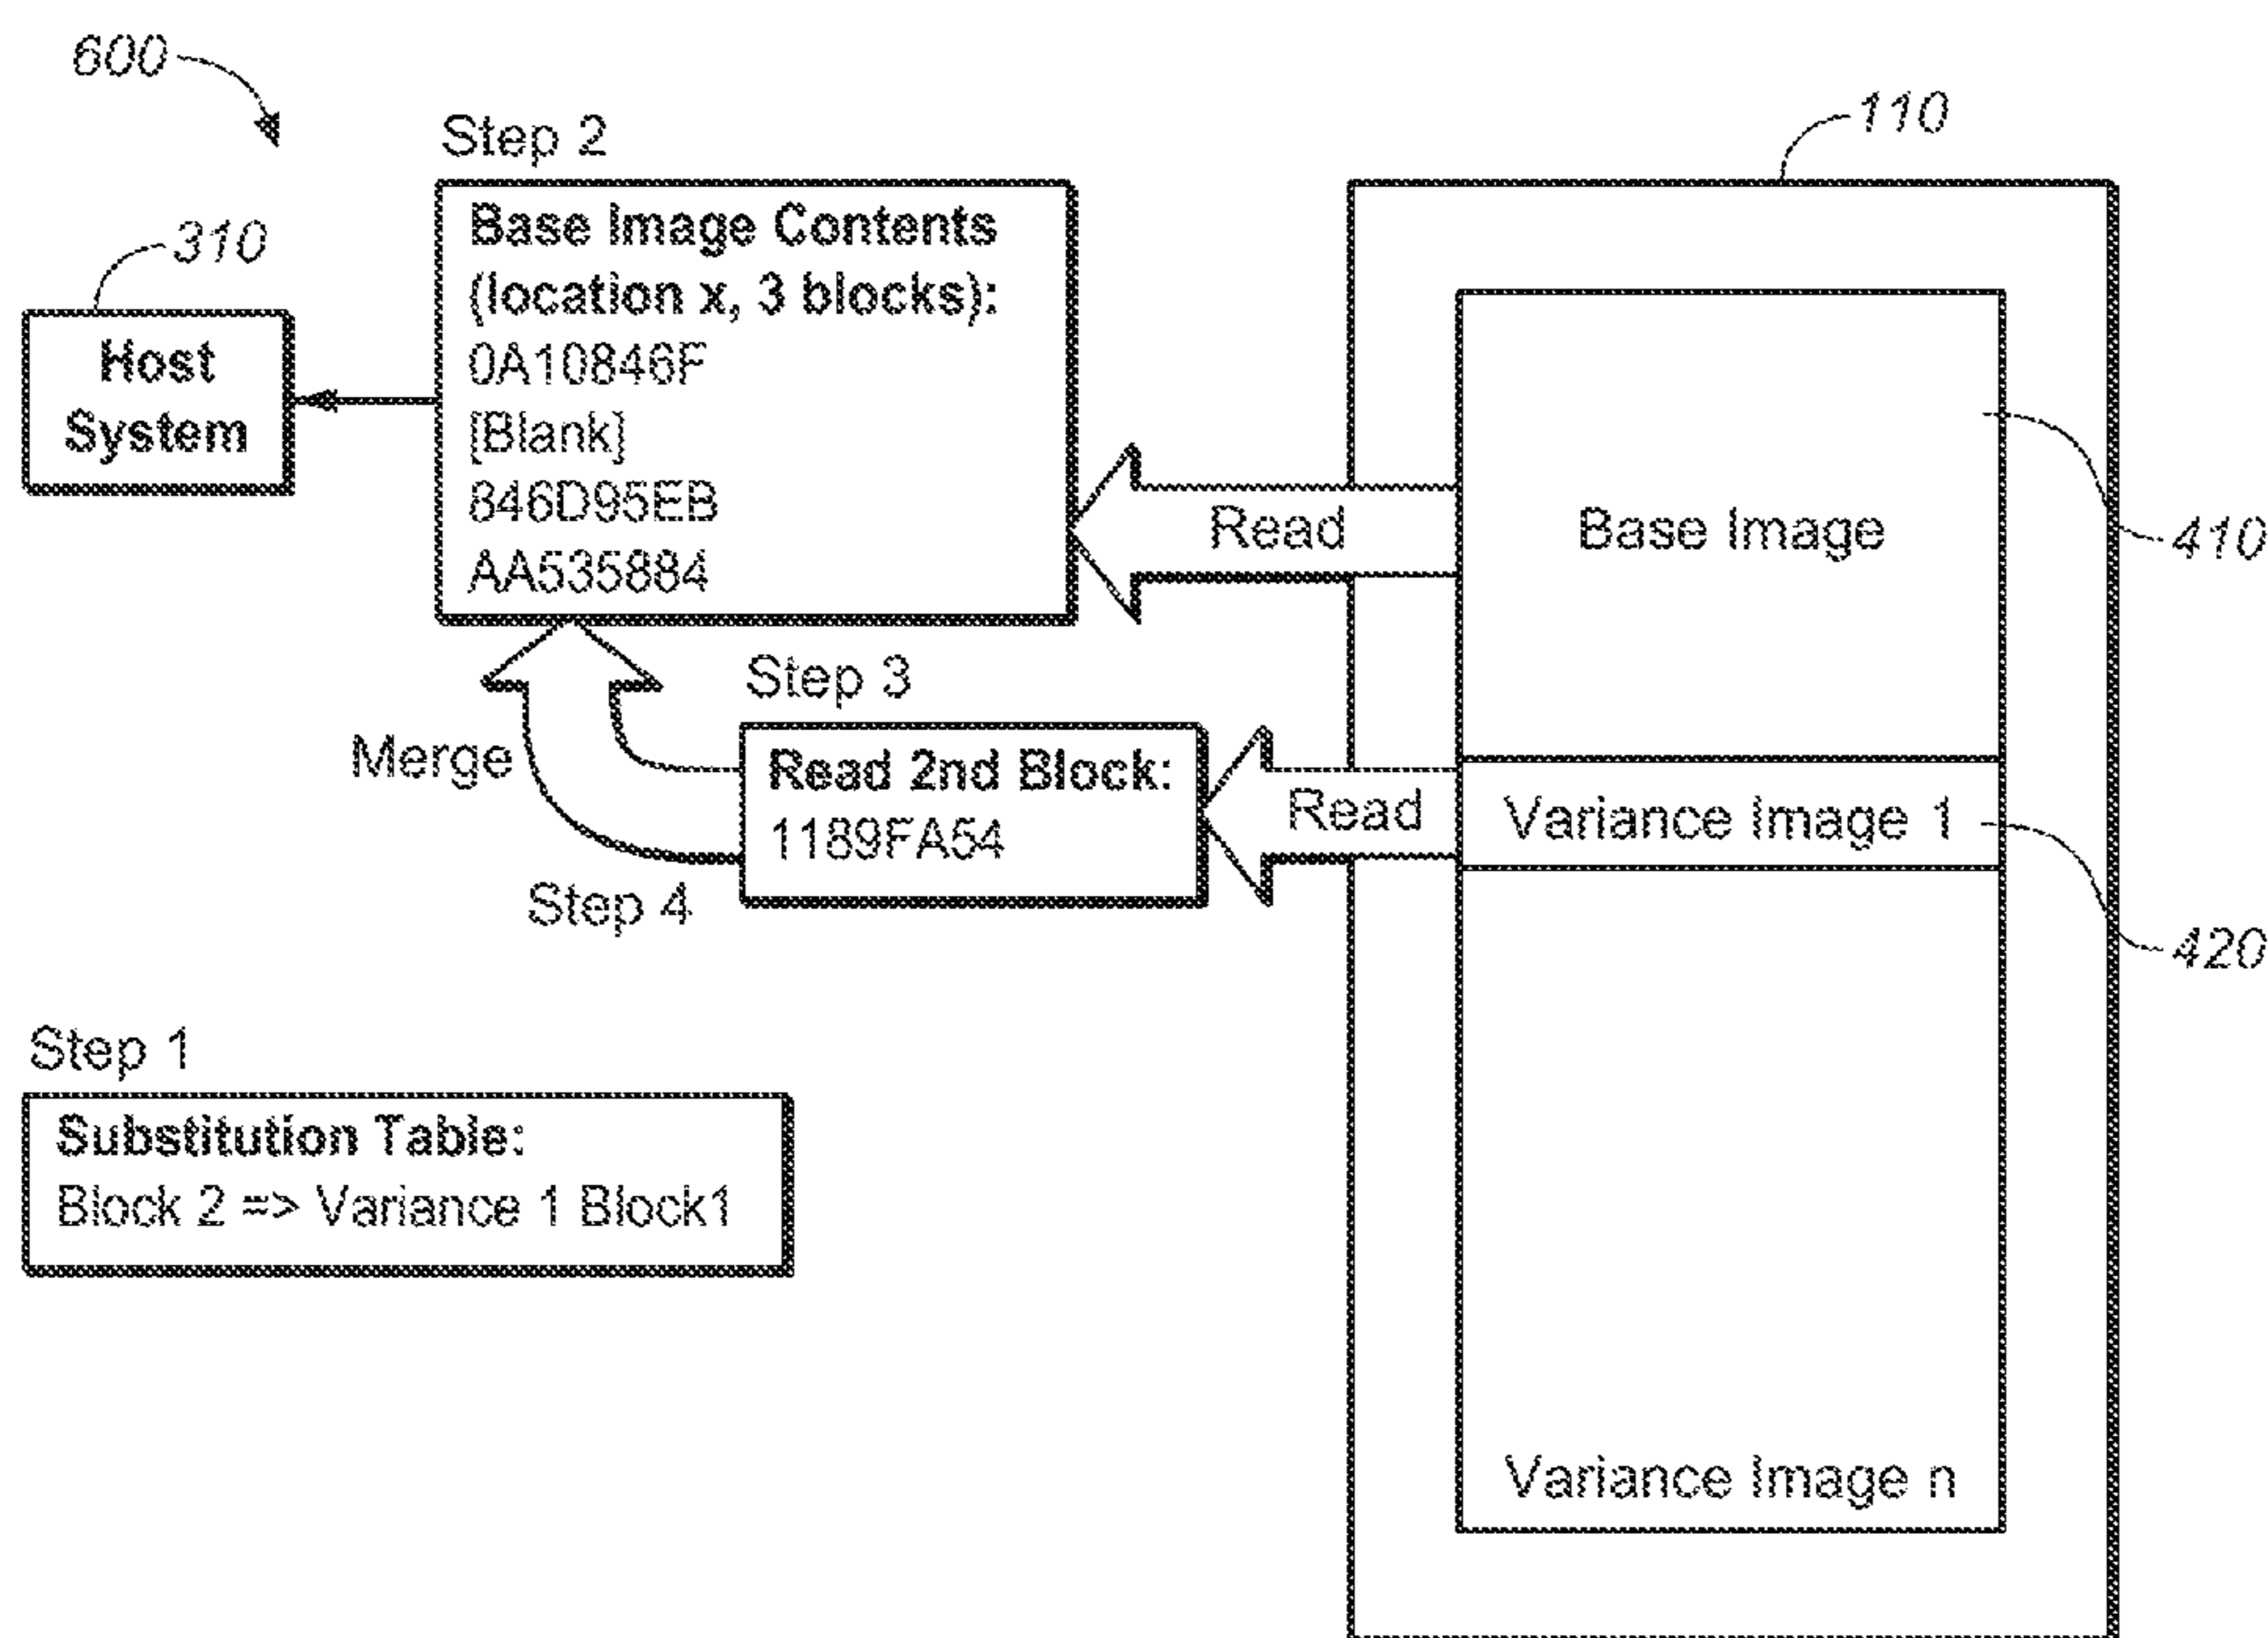 600
Step 2
110
310
Host
System
Base Image Contents
(location x, 3 blocks):
0A10846F
[Blank]
846D95EB
AA535884
Read
Base Image
410
Step 3
Merge
Read 2nd Block:
1189FA54
Read
Variance Image 1
Step 4
420
Step 1
Substitution Table:
Block 2 => Variance 1 Block1
Variance Image n